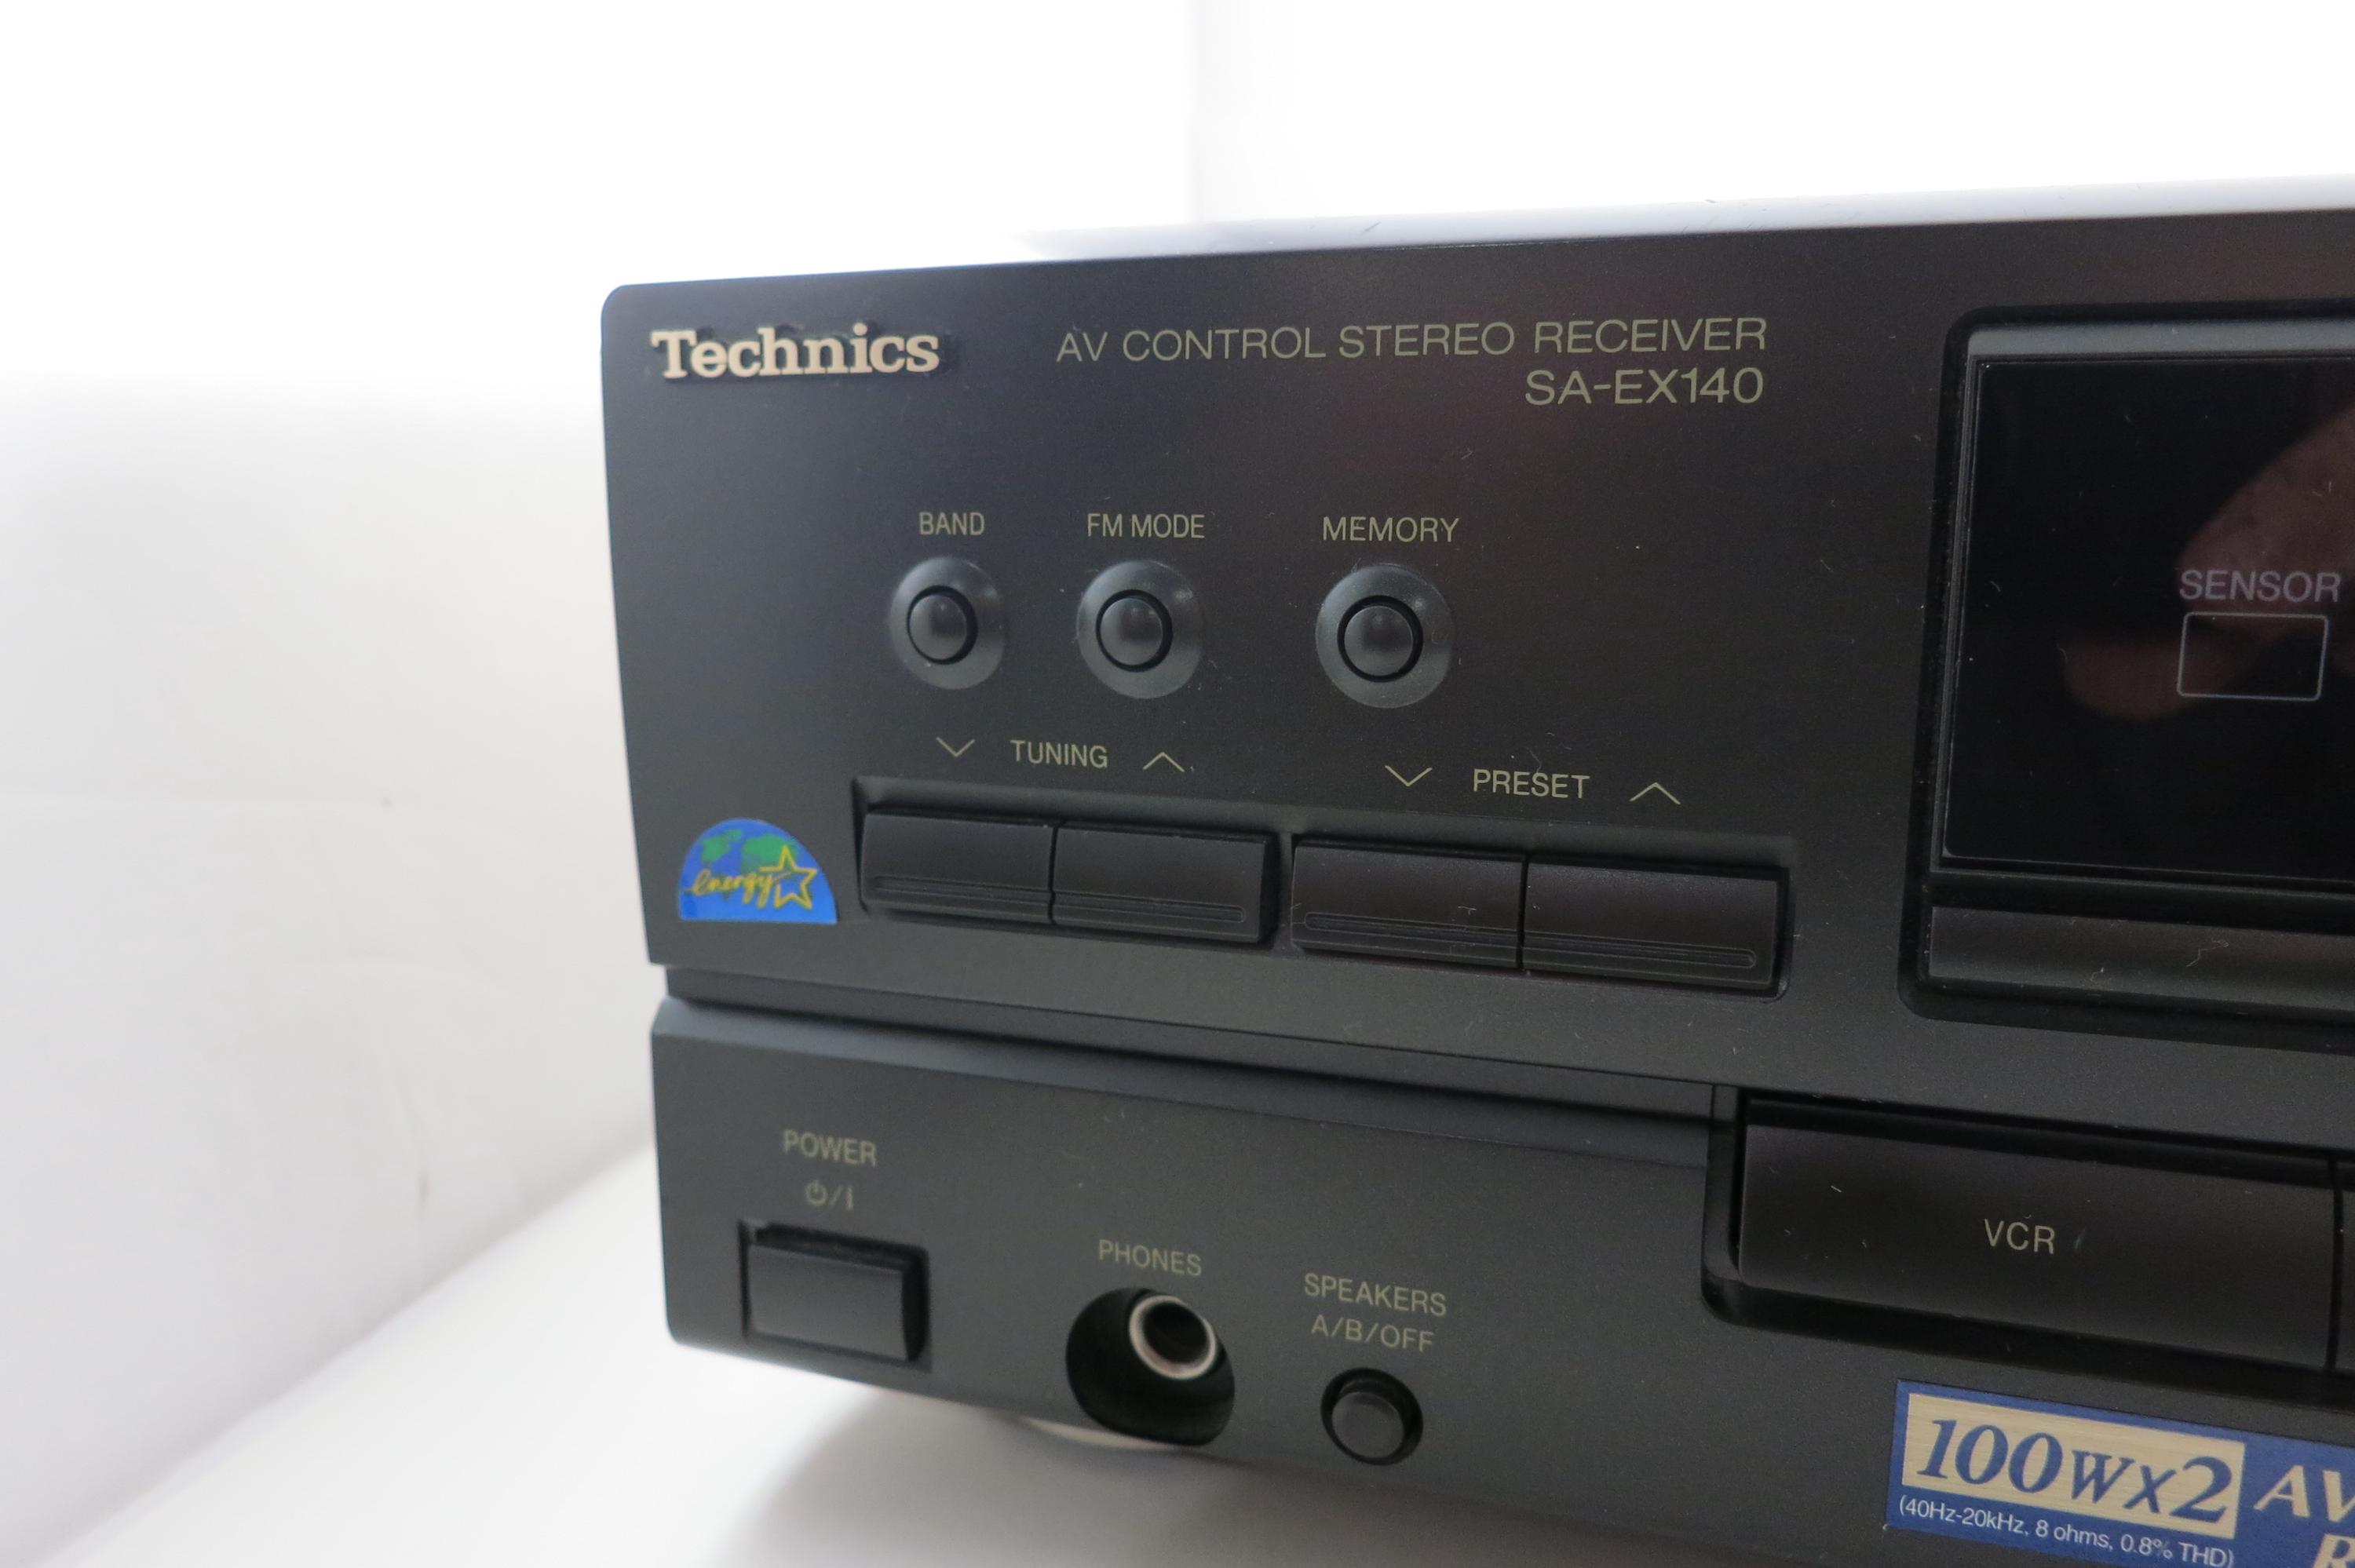 Technics
AV CONTROL STEREO RECEIVER
SA-EX140
BAND
FM MODE
MEMORY
SENSOR
TUNING
PRESET
energy
POWER
⏻/I
PHONES
SPEAKERS
A/B/OFF
VCR
100WX2 AV
(40Hz-20kHz, 8 ohms, 0.8% THD)